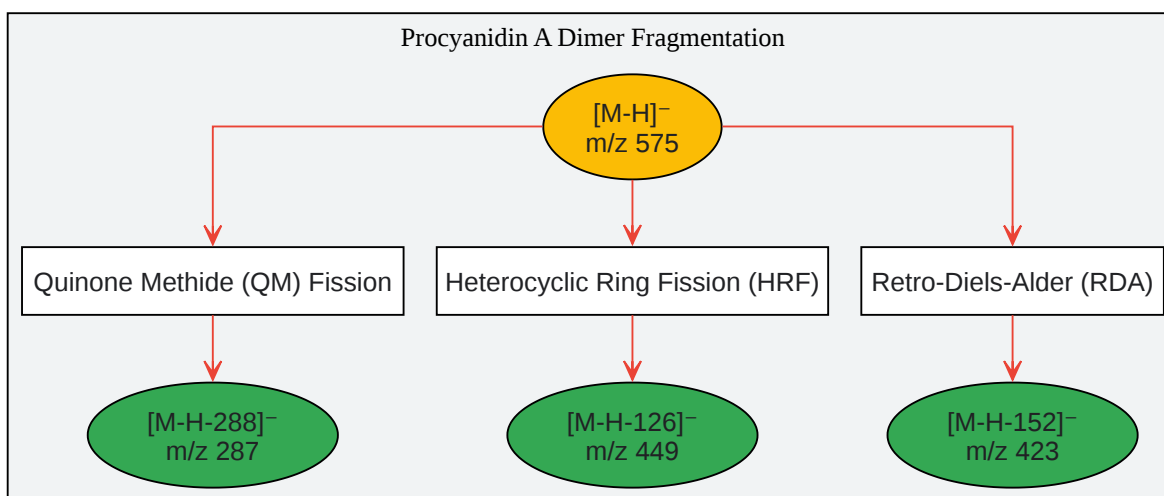 Procyanidin A Dimer Fragmentation
[M-H]⁻
m/z 575
Quinone Methide (QM) Fission
Heterocyclic Ring Fission (HRF)
Retro-Diels-Alder (RDA)
[M-H-288]⁻
m/z 287
[M-H-126]⁻
m/z 449
[M-H-152]⁻
m/z 423